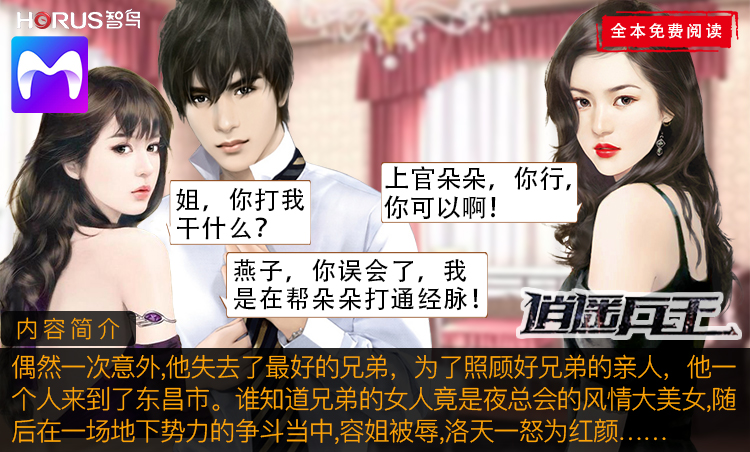 HORUS智鸟
全本免费阅读
上官朵朵，你行，
你可以啊！
姐，你打我
干什么？
燕子，你误会了，我
是在帮朵朵打通经脉！
逍遥兵王
内容简介
偶然一次意外,他失去了最好的兄弟，为了照顾好兄弟的亲人，他一
个人来到了东昌市。谁知道兄弟的女人竟是夜总会的风情大美女,随
后在一场地下势力的争斗当中,容姐被辱,洛天一怒为红颜……